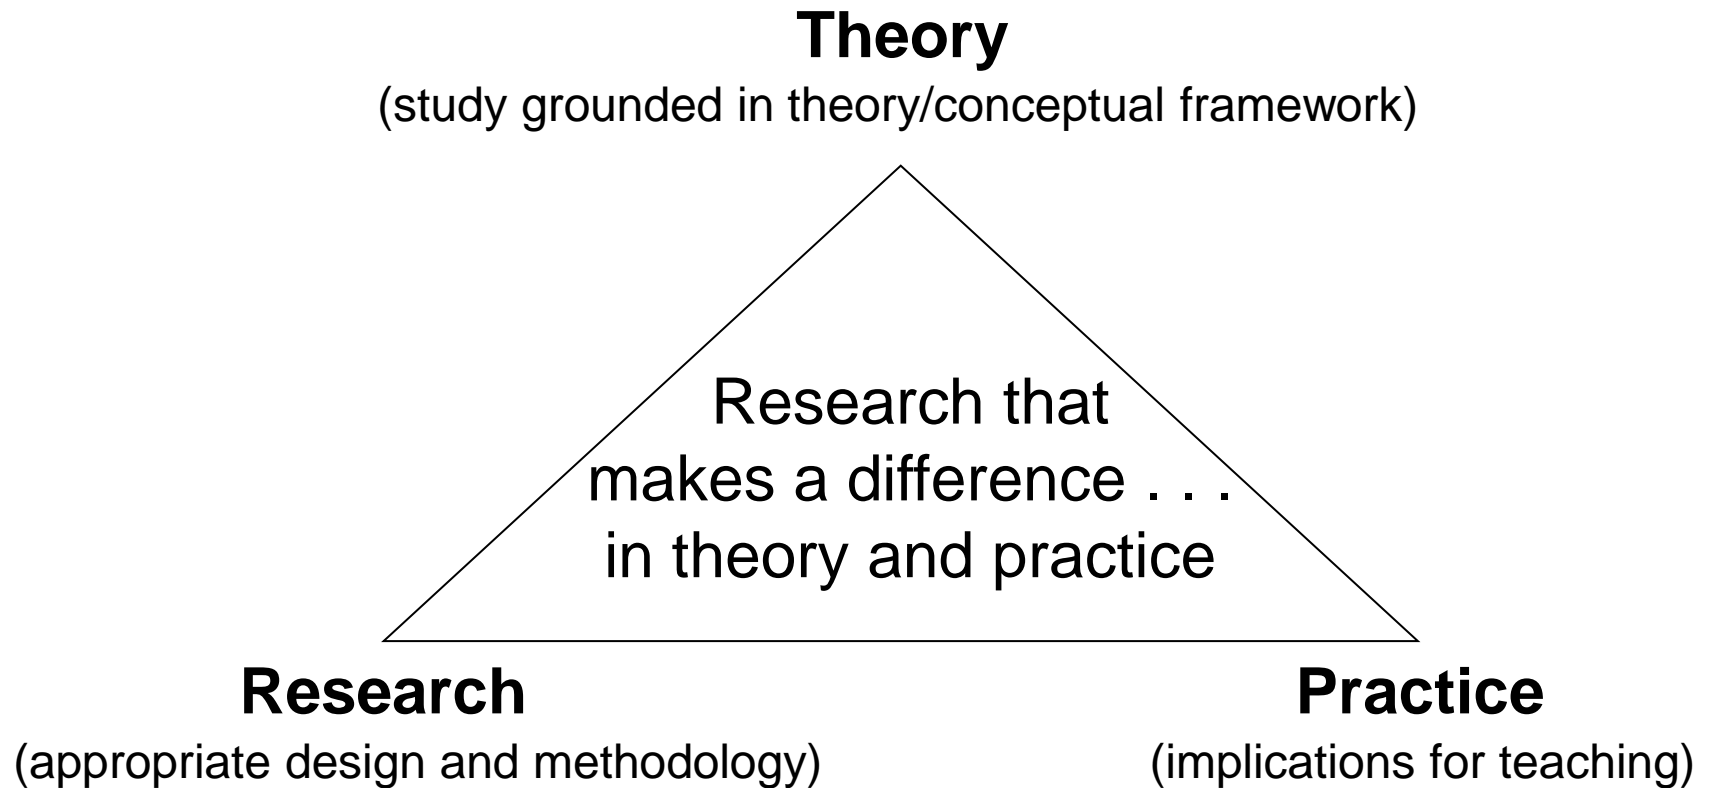 Theory
(study grounded in theory/conceptual framework)
Research that
makes a difference . . .
in theory and practice
Research
(appropriate design and methodology)
Practice
(implications for teaching)